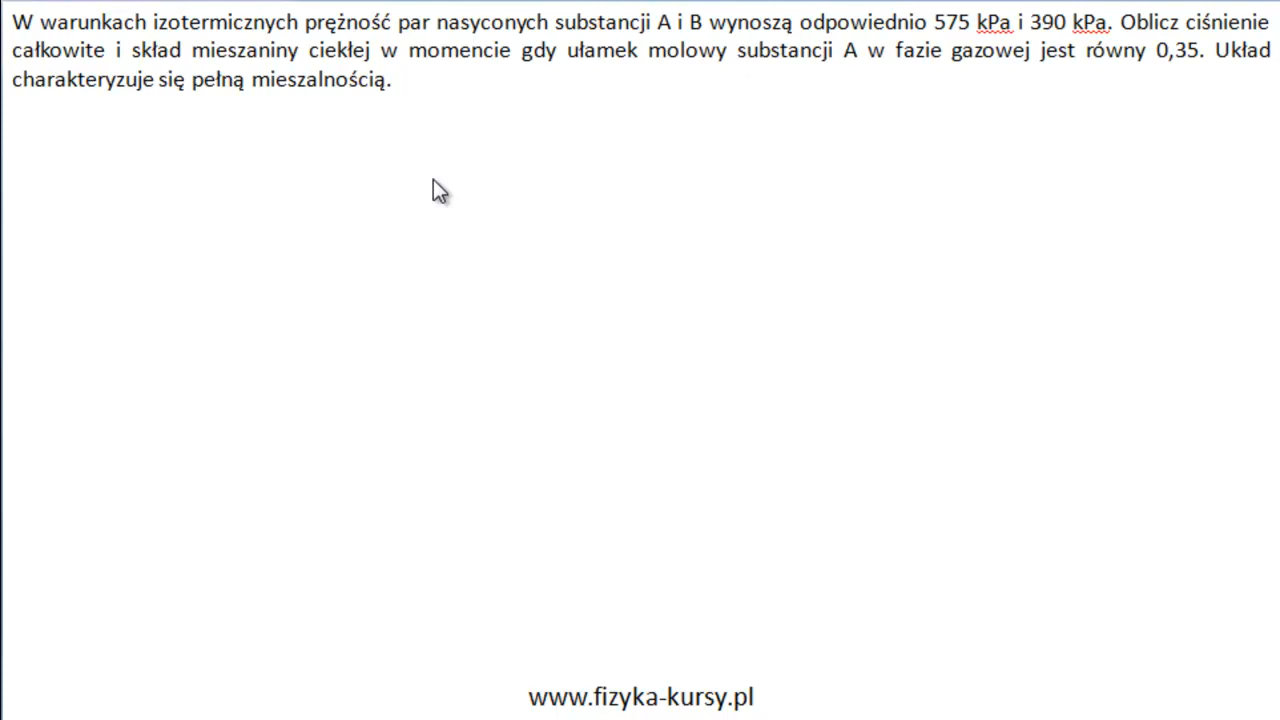 W warunkach izotermicznych prężność par nasyconych substancji A i B wynoszą odpowiednio 575 kPa i 390 kPa. Oblicz ciśnienie
całkowite i skład mieszaniny ciekłej w momencie gdy ułamek molowy substancji A w fazie gazowej jest równy 0,35. Układ
charakteryzuje się pełną mieszalnością.
www.fizyka-kursy.pl